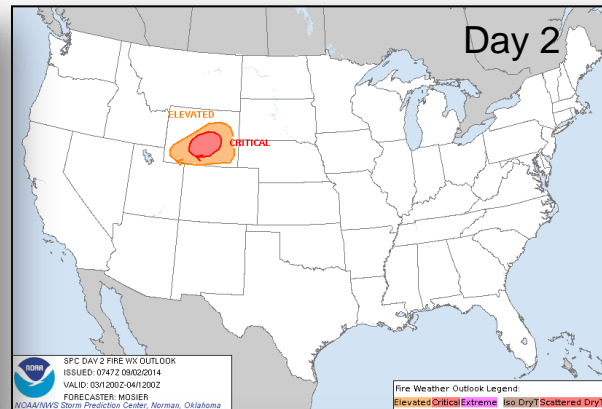 Day 2
ELEVATED
CRITICAL
NOAA
SPC DAY 2 FIRE WX OUTLOOK
ISSUED: 0747Z 09/02/2014
VALID: 03/1200Z-04/1200Z
FORECASTER: MOSIER
NOAA/NWS Storm Prediction Center, Norman, Oklahoma
Fire Weather Outlook Legend:
Elevated Critical Extreme Iso DryT Scattered DryT